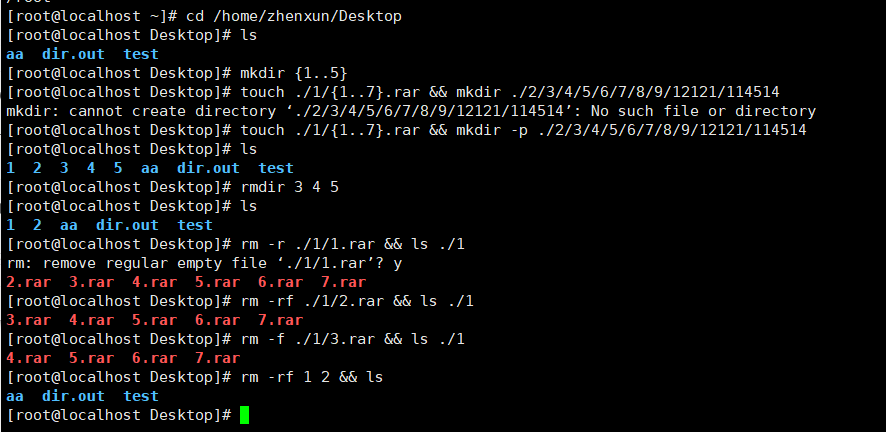 /root
[root@localhost ~]# cd /home/zhenxun/Desktop
[root@localhost Desktop]# ls
aa  dir.out  test
[root@localhost Desktop]# mkdir {1..5}
[root@localhost Desktop]# touch ./1/{1..7}.rar && mkdir ./2/3/4/5/6/7/8/9/12121/114514
mkdir: cannot create directory ‘./2/3/4/5/6/7/8/9/12121/114514’: No such file or directory
[root@localhost Desktop]# touch ./1/{1..7}.rar && mkdir -p ./2/3/4/5/6/7/8/9/12121/114514
[root@localhost Desktop]# ls
1  2  3  4  5  aa  dir.out  test
[root@localhost Desktop]# rmdir 3 4 5
[root@localhost Desktop]# ls
1  2  aa  dir.out  test
[root@localhost Desktop]# rm -r ./1/1.rar && ls ./1
rm: remove regular empty file ‘./1/1.rar’? y
2.rar  3.rar  4.rar  5.rar  6.rar  7.rar
[root@localhost Desktop]# rm -rf ./1/2.rar && ls ./1
3.rar  4.rar  5.rar  6.rar  7.rar
[root@localhost Desktop]# rm -f ./1/3.rar && ls ./1
4.rar  5.rar  6.rar  7.rar
[root@localhost Desktop]# rm -rf 1 2 && ls
aa  dir.out  test
[root@localhost Desktop]#